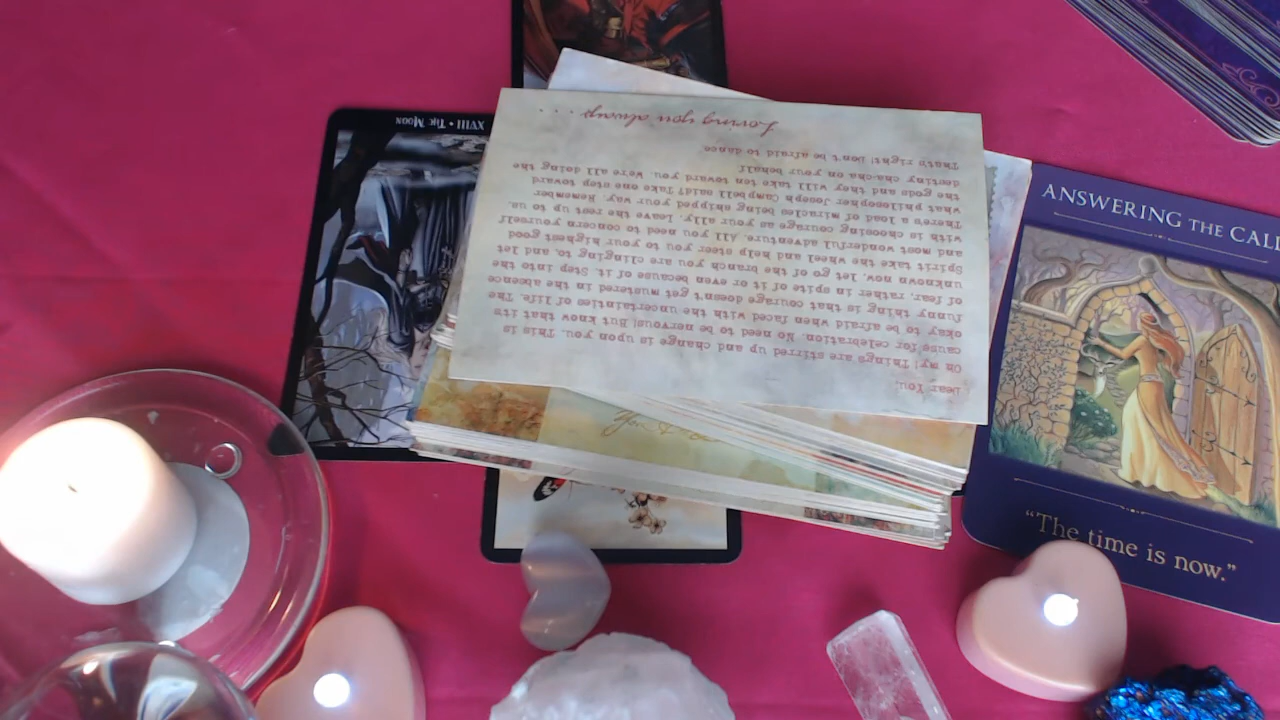 XVIII • The Moon
Dear You,
Oh my! Things are stirred up and change is upon you. This is
cause for celebration. No need to be nervous! But know that it's
okay to be afraid when faced with the uncertainties of life. The
funny thing is that courage doesn't get mustered in the absence
of fear, rather in spite of it or even because of it. Step into the
unknown now, let go of the branch you are clinging to, and let
Spirit take the wheel and help steer you to your highest good
and most wonderful adventure. All you need to concern yourself
with is choosing courage as your ally, leave the rest up to us.
There's a load of miracles being shipped your way. Remember
what philosopher Joseph Campbell said? Take one step toward
the gods and they will take ten toward you. We're all doing the
destiny cha-cha on your behalf.
That's right! Don't be afraid to dance.
Loving you always . . . .
ANSWERING THE CALL
“The time is now.”